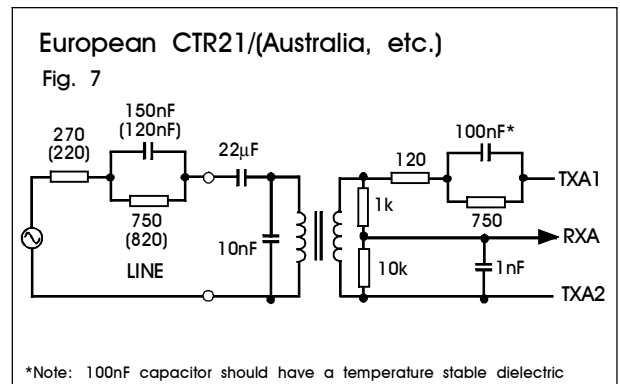 European CTR21/(Australia, etc.)
Fig. 7
150nF
(120nF)
270
(220)
22µF
100nF*
120
TXA1
750
(820)
1k
750
RXA
10nF
LINE
10k
1nF
TXA2
*Note: 100nF capacitor should have a temperature stable dielectric